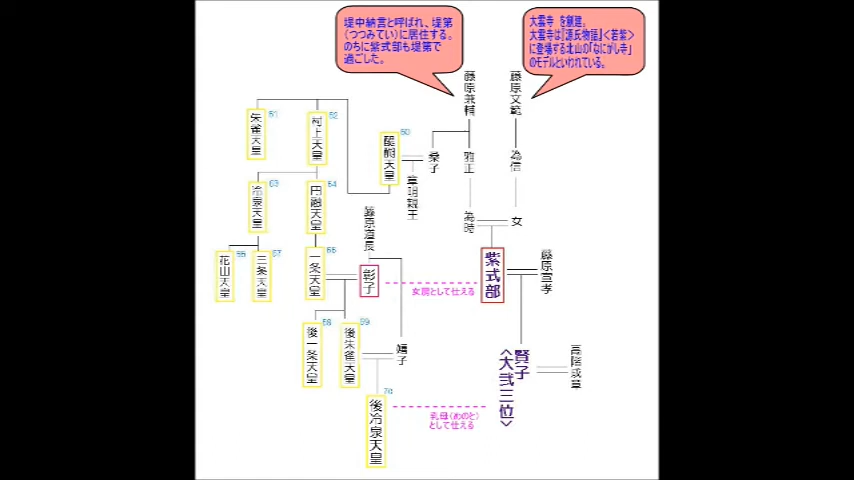 堤中納言と呼ばれ、堤第
(つつみてい)に居住する。
のちに紫式部も堤第で
過ごした。
大雲寺 を創建。
大雲寺は『源氏物語』<若紫>
に登場する北山の「なにがし寺」
のモデルといわれている。
藤原兼輔
藤原文範
朱雀天皇
61
村上天皇
62
醍醐天皇
60
桑子
雅正
為信
章明親王
冷泉天皇
63
円融天皇
64
藤原道長
為時
女
花山天皇
65
三条天皇
67
一条天皇
66
彰子
女房として仕える
紫式部
藤原宣孝
後一条天皇
68
後朱雀天皇
69
嬉子
賢子
<大弐三位>
高階成章
後冷泉天皇
70
乳母(めのと)
として仕える